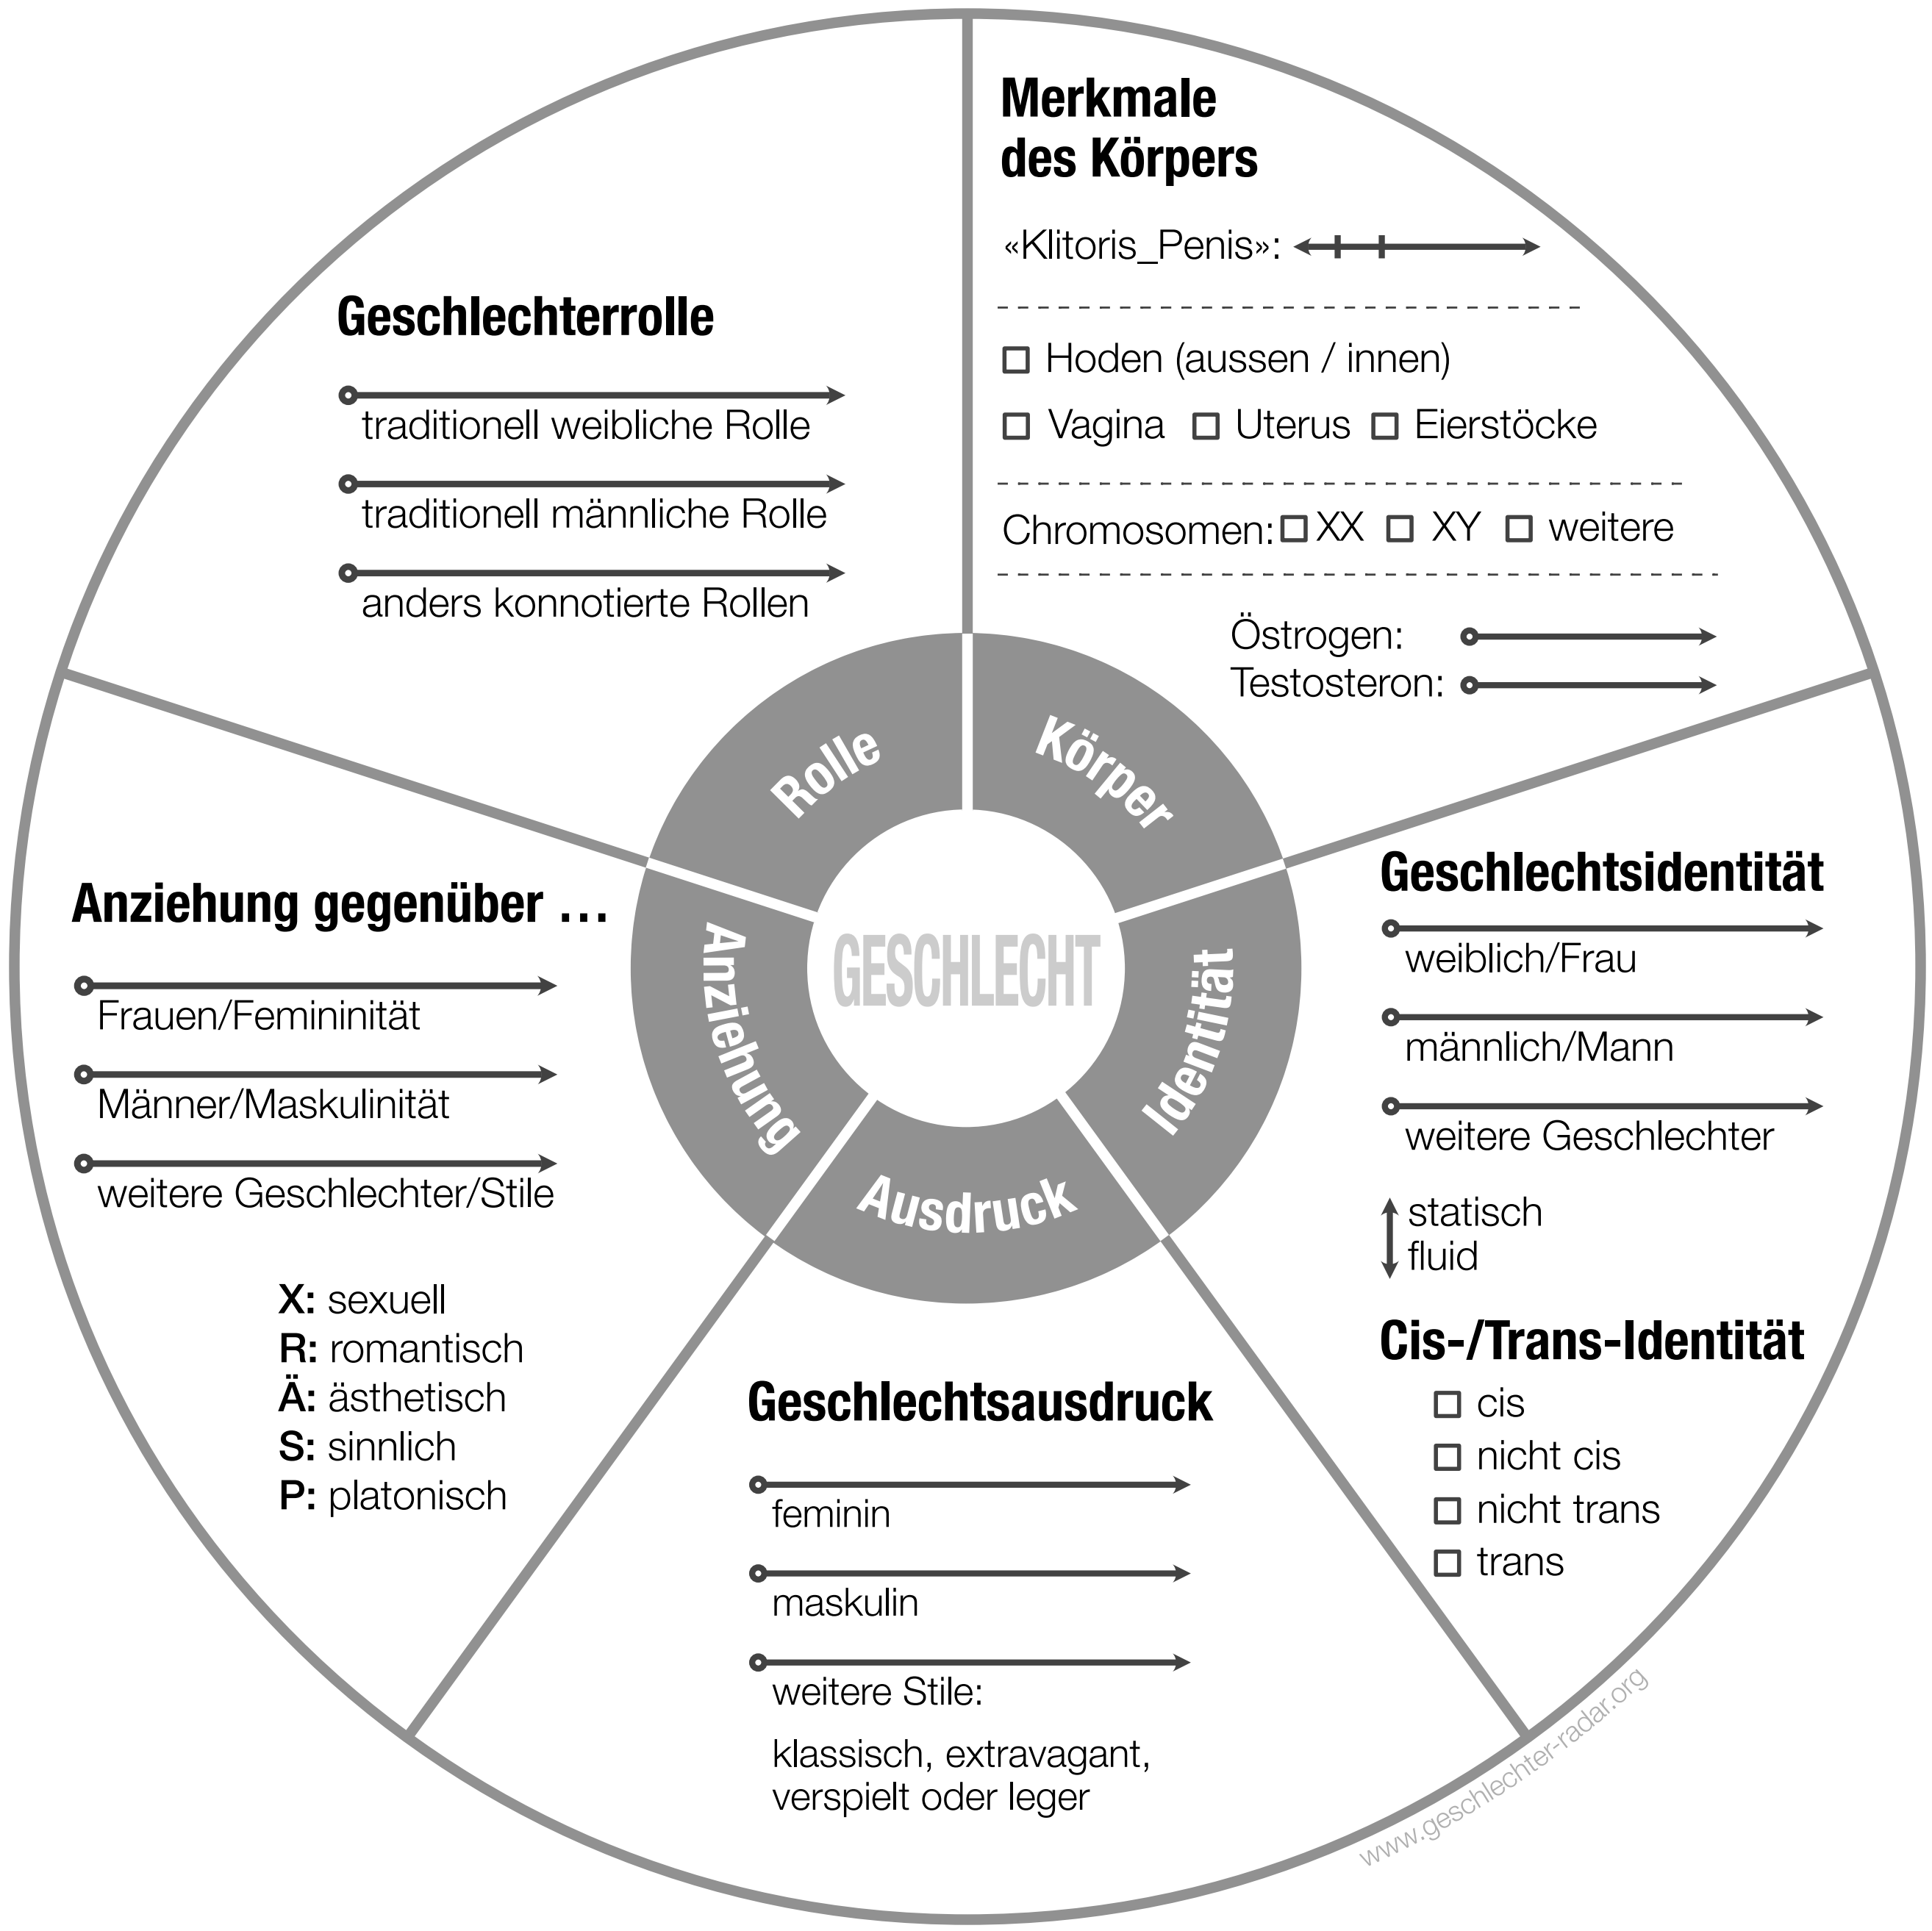 Merkmale
des Körpers
«Klitoris_Penis»:
Hoden (aussen / innen)
Vagina Uterus Eierstöcke
Chromosomen: XX XY weitere
Östrogen:
Testosteron:
Geschlechterrolle
traditionell weibliche Rolle
traditionell männliche Rolle
anders konnotierte Rollen
Rolle
Körper
Identität
Ausdruck
Anziehung
GESCHLECHT
Geschlechtsidentität
weiblich/Frau
männlich/Mann
weitere Geschlechter
statisch
fluid
Cis-/Trans-Identität
cis
nicht cis
nicht trans
trans
Anziehung gegenüber …
Frauen/Femininität
Männer/Maskulinität
weitere Geschlechter/Stile
X: sexuell
R: romantisch
Ä: ästhetisch
S: sinnlich
P: platonisch
Geschlechtsausdruck
feminin
maskulin
weitere Stile:
klassisch, extravagant,
verspielt oder leger
www.geschlechter-radar.org